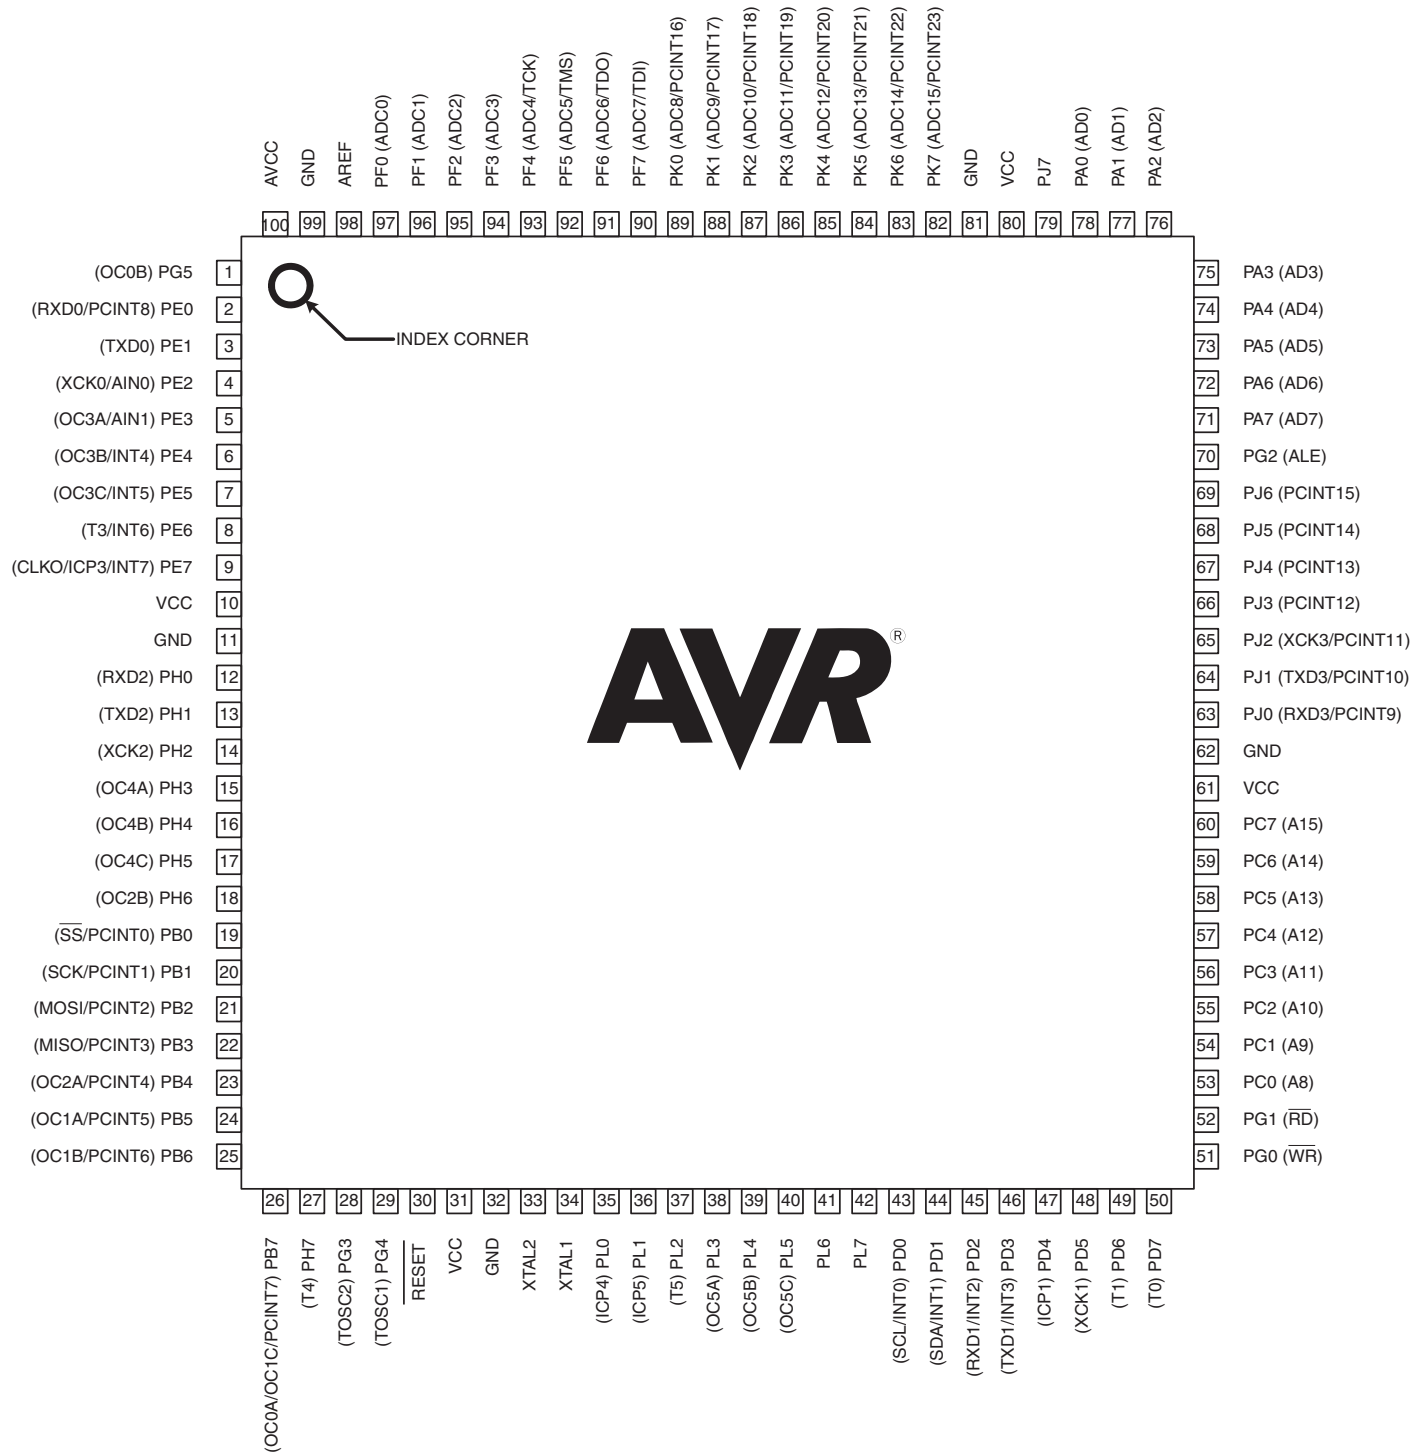 AVCC
GND
AREF
PF0 (ADC0)
PF1 (ADC1)
PF2 (ADC2)
PF3 (ADC3)
PF4 (ADC4/TCK)
PF5 (ADC5/TMS)
PF6 (ADC6/TDO)
PF7 (ADC7/TDI)
PK0 (ADC8/PCINT16)
PK1 (ADC9/PCINT17)
PK2 (ADC10/PCINT18)
PK3 (ADC11/PCINT19)
PK4 (ADC12/PCINT20)
PK5 (ADC13/PCINT21)
PK6 (ADC14/PCINT22)
PK7 (ADC15/PCINT23)
GND
VCC
PJ7
PA0 (AD0)
PA1 (AD1)
PA2 (AD2)
100 99 98 97 96 95 94 93 92 91 90 89 88 87 86 85 84 83 82 81 80 79 78 77 76
(OC0B) PG5 1
(RXD0/PCINT8) PE0 2
(TXD0) PE1 3
(XCK0/AIN0) PE2 4
(OC3A/AIN1) PE3 5
(OC3B/INT4) PE4 6
(OC3C/INT5) PE5 7
(T3/INT6) PE6 8
(CLKO/ICP3/INT7) PE7 9
VCC 10
GND 11
(RXD2) PH0 12
(TXD2) PH1 13
(XCK2) PH2 14
(OC4A) PH3 15
(OC4B) PH4 16
(OC4C) PH5 17
(OC2B) PH6 18
(SS/PCINT0) PB0 19
(SCK/PCINT1) PB1 20
(MOSI/PCINT2) PB2 21
(MISO/PCINT3) PB3 22
(OC2A/PCINT4) PB4 23
(OC1A/PCINT5) PB5 24
(OC1B/PCINT6) PB6 25
INDEX CORNER
AVR®
75 PA3 (AD3)
74 PA4 (AD4)
73 PA5 (AD5)
72 PA6 (AD6)
71 PA7 (AD7)
70 PG2 (ALE)
69 PJ6 (PCINT15)
68 PJ5 (PCINT14)
67 PJ4 (PCINT13)
66 PJ3 (PCINT12)
65 PJ2 (XCK3/PCINT11)
64 PJ1 (TXD3/PCINT10)
63 PJ0 (RXD3/PCINT9)
62 GND
61 VCC
60 PC7 (A15)
59 PC6 (A14)
58 PC5 (A13)
57 PC4 (A12)
56 PC3 (A11)
55 PC2 (A10)
54 PC1 (A9)
53 PC0 (A8)
52 PG1 (RD)
51 PG0 (WR)
26 27 28 29 30 31 32 33 34 35 36 37 38 39 40 41 42 43 44 45 46 47 48 49 50
(OC0A/OC1C/PCINT7) PB7
(T4) PH7
(TOSC2) PG3
(TOSC1) PG4
RESET
VCC
GND
XTAL2
XTAL1
(ICP4) PL0
(ICP5) PL1
(T5) PL2
(OC5A) PL3
(OC5B) PL4
(OC5C) PL5
PL6
PL7
(SCL/INT0) PD0
(SDA/INT1) PD1
(RXD1/INT2) PD2
(TXD1/INT3) PD3
(ICP1) PD4
(XCK1) PD5
(T1) PD6
(T0) PD7